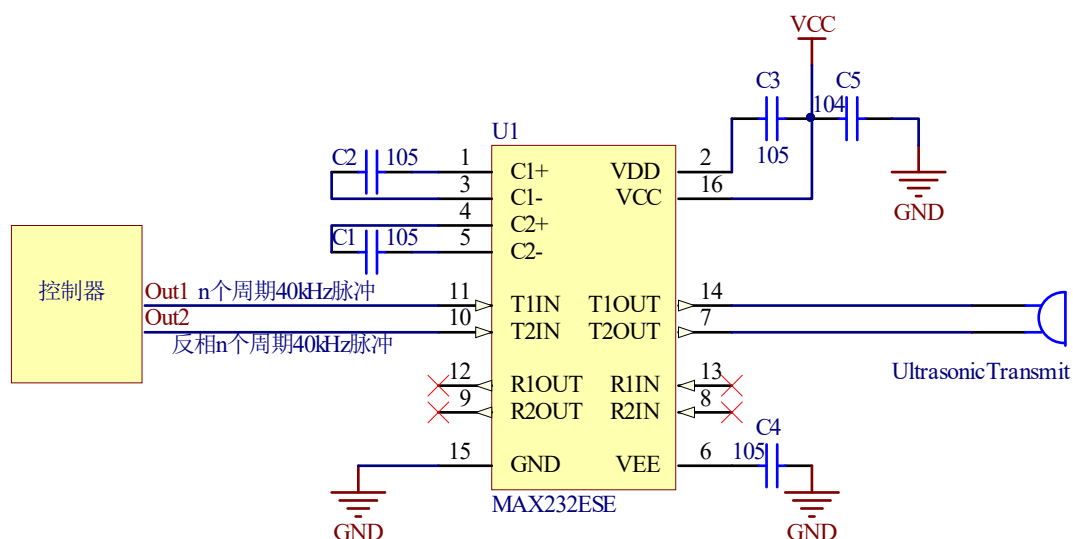 VCC
C3
C5
104
105
GND
U1
C2
105
1
C1+
VDD
2
3
C1-
VCC
16
4
C2+
C1
105
5
C2-
控制器
Out1
n个周期40kHz脉冲
11
T1IN
T1OUT
14
Out2
10
T2IN
T2OUT
7
反相n个周期40kHz脉冲
UltrasonicTransmit
12
R1OUT
R1IN
13
9
R2OUT
R2IN
8
C4
105
15
GND
VEE
6
MAX232ESE
GND
GND